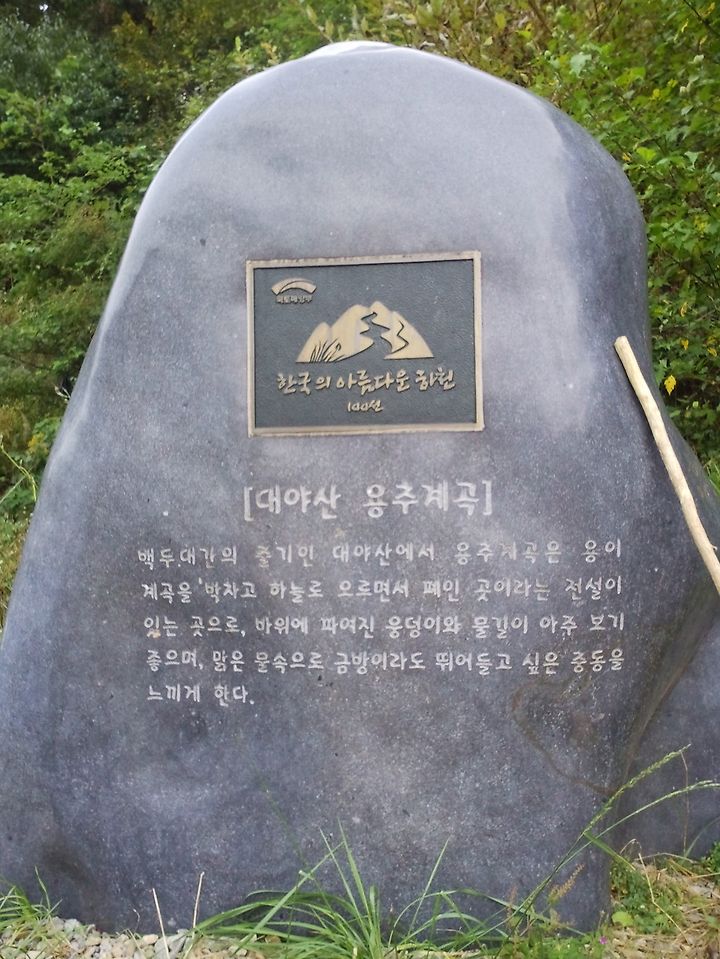 국토해양부
한국의 아름다운 하천
100선
[대야산 용추계곡]
백두대간의 줄기인 대야산에서 용추계곡은 용이
계곡을 박차고 하늘로 오르면서 패인 곳이라는 전설이
있는 곳으로, 바위에 파여진 웅덩이와 물길이 아주 보기
좋으며, 맑은 물속으로 금방이라도 뛰어들고 싶은 충동을
느끼게 한다.